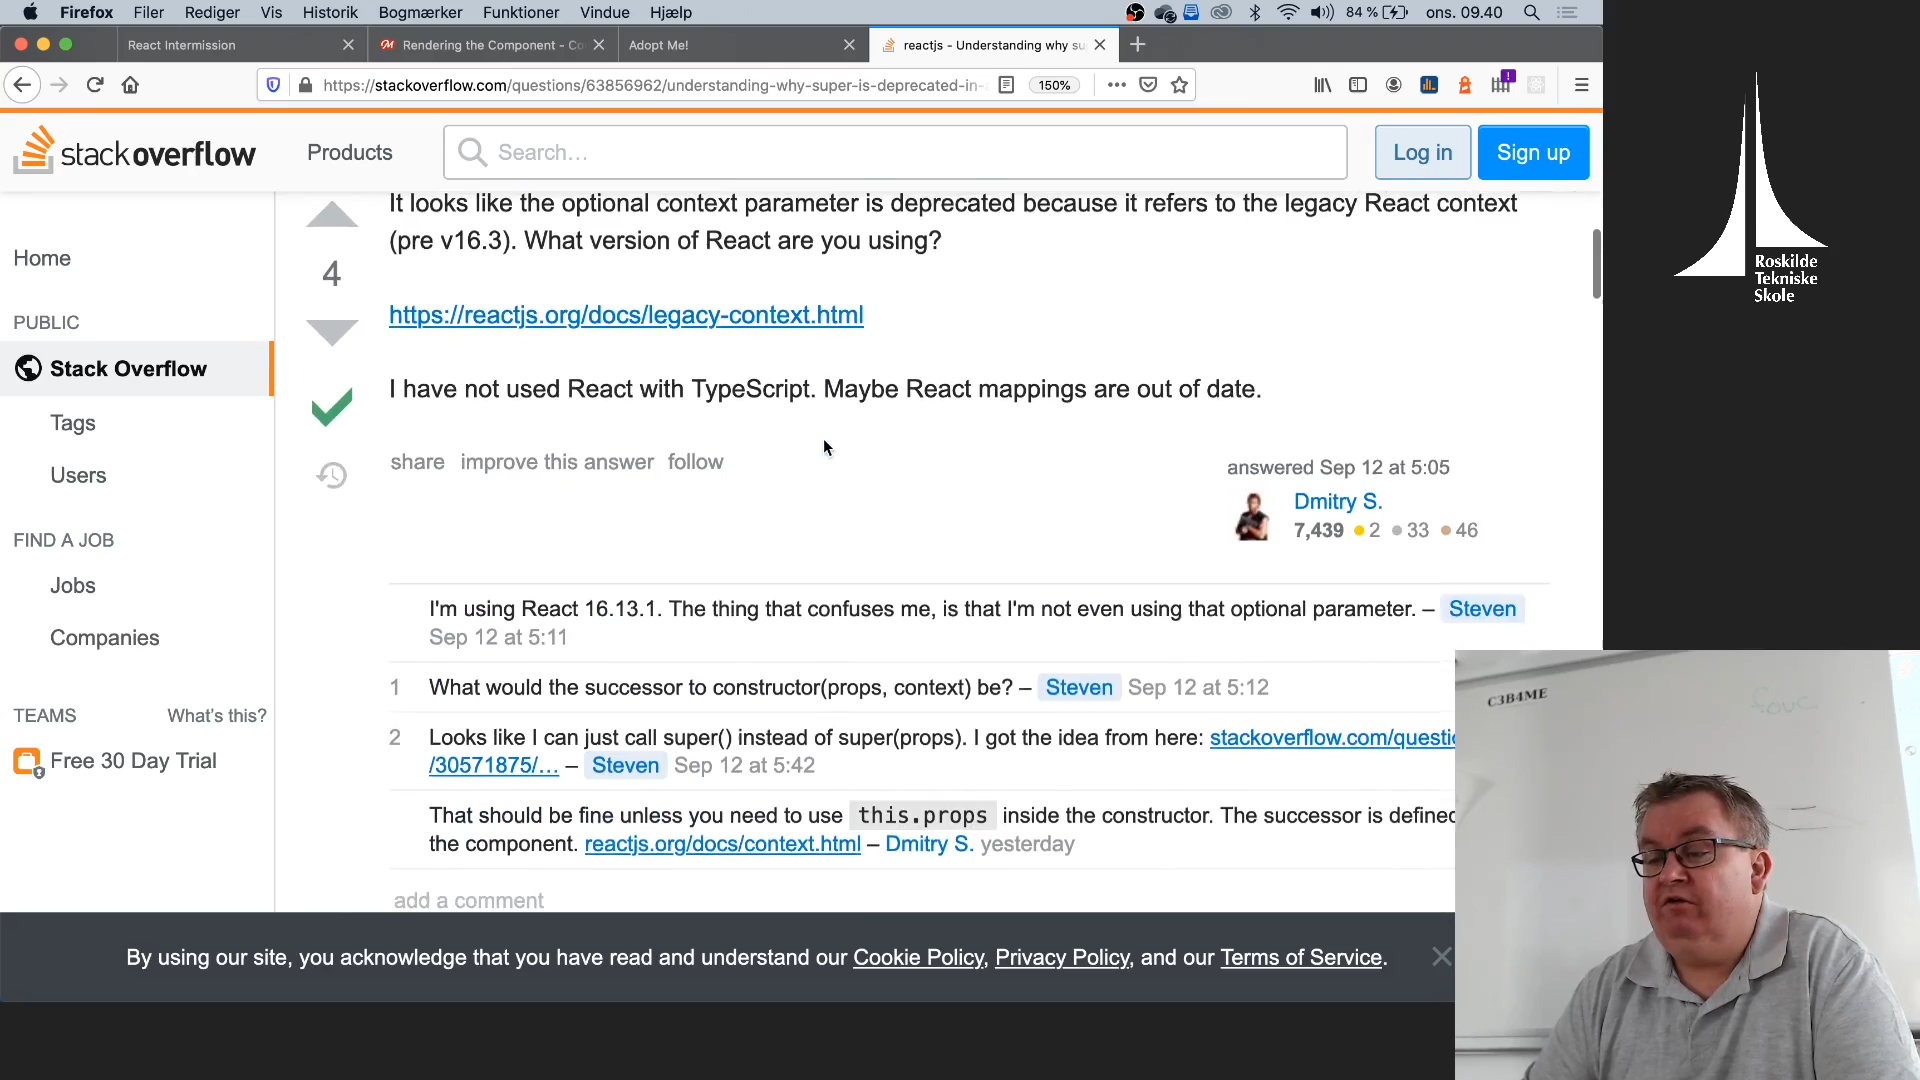 Firefox Filer Rediger Vis Historik Bogmærker Funktioner Vindue Hjælp 84 % ons. 09.40
React Intermission Rendering the Component - Co Adopt Me! reactjs - Understanding why su
https://stackoverflow.com/questions/63856962/understanding-why-super-is-deprecated-in- 150%
stackoverflow Products Search... Log in Sign up
Roskilde
Tekniske
Skole
It looks like the optional context parameter is deprecated because it refers to the legacy React context
(pre v16.3). What version of React are you using?
4
https://reactjs.org/docs/legacy-context.html
I have not used React with TypeScript. Maybe React mappings are out of date.
share improve this answer follow
answered Sep 12 at 5:05
Dmitry S.
7,439 2 33 46
Home
PUBLIC
Stack Overflow
Tags
Users
FIND A JOB
Jobs
Companies
TEAMS What's this?
Free 30 Day Trial
I'm using React 16.13.1. The thing that confuses me, is that I'm not even using that optional parameter. – Steven
Sep 12 at 5:11
1 What would the successor to constructor(props, context) be? – Steven Sep 12 at 5:12
2 Looks like I can just call super() instead of super(props). I got the idea from here: stackoverflow.com/questi
/30571875/... – Steven Sep 12 at 5:42
That should be fine unless you need to use this.props inside the constructor. The successor is defined
the component. reactjs.org/docs/context.html – Dmitry S. yesterday
add a comment
By using our site, you acknowledge that you have read and understand our Cookie Policy, Privacy Policy, and our Terms of Service.
C3B4ME
fouc